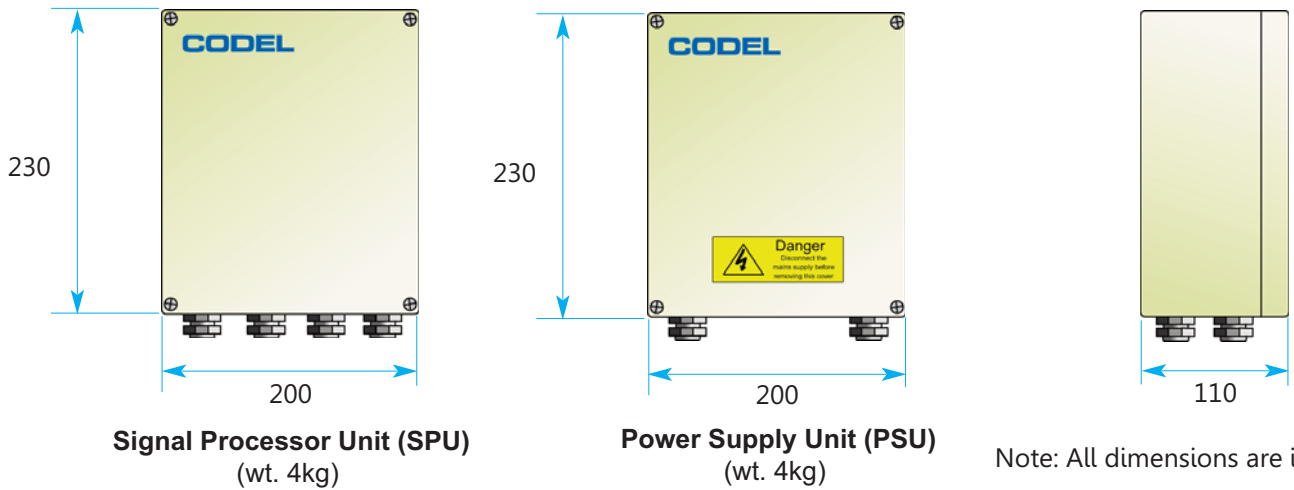 CODEL
230
200
Signal Processor Unit (SPU)
(wt. 4kg)
CODEL
230
Danger
Disconnect the
mains supply before
removing this cover
200
Power Supply Unit (PSU)
(wt. 4kg)
110
Note: All dimensions are